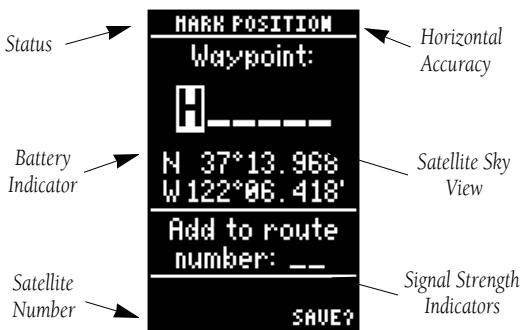 Status
MARK POSITION
Horizontal
Accuracy
Waypoint:
H_____
Battery
Indicator
N 37°13.968'
W 122°06.418'
Satellite Sky
View
Add to route
number: __
Satellite
Number
Signal Strength
Indicators
SAVE?